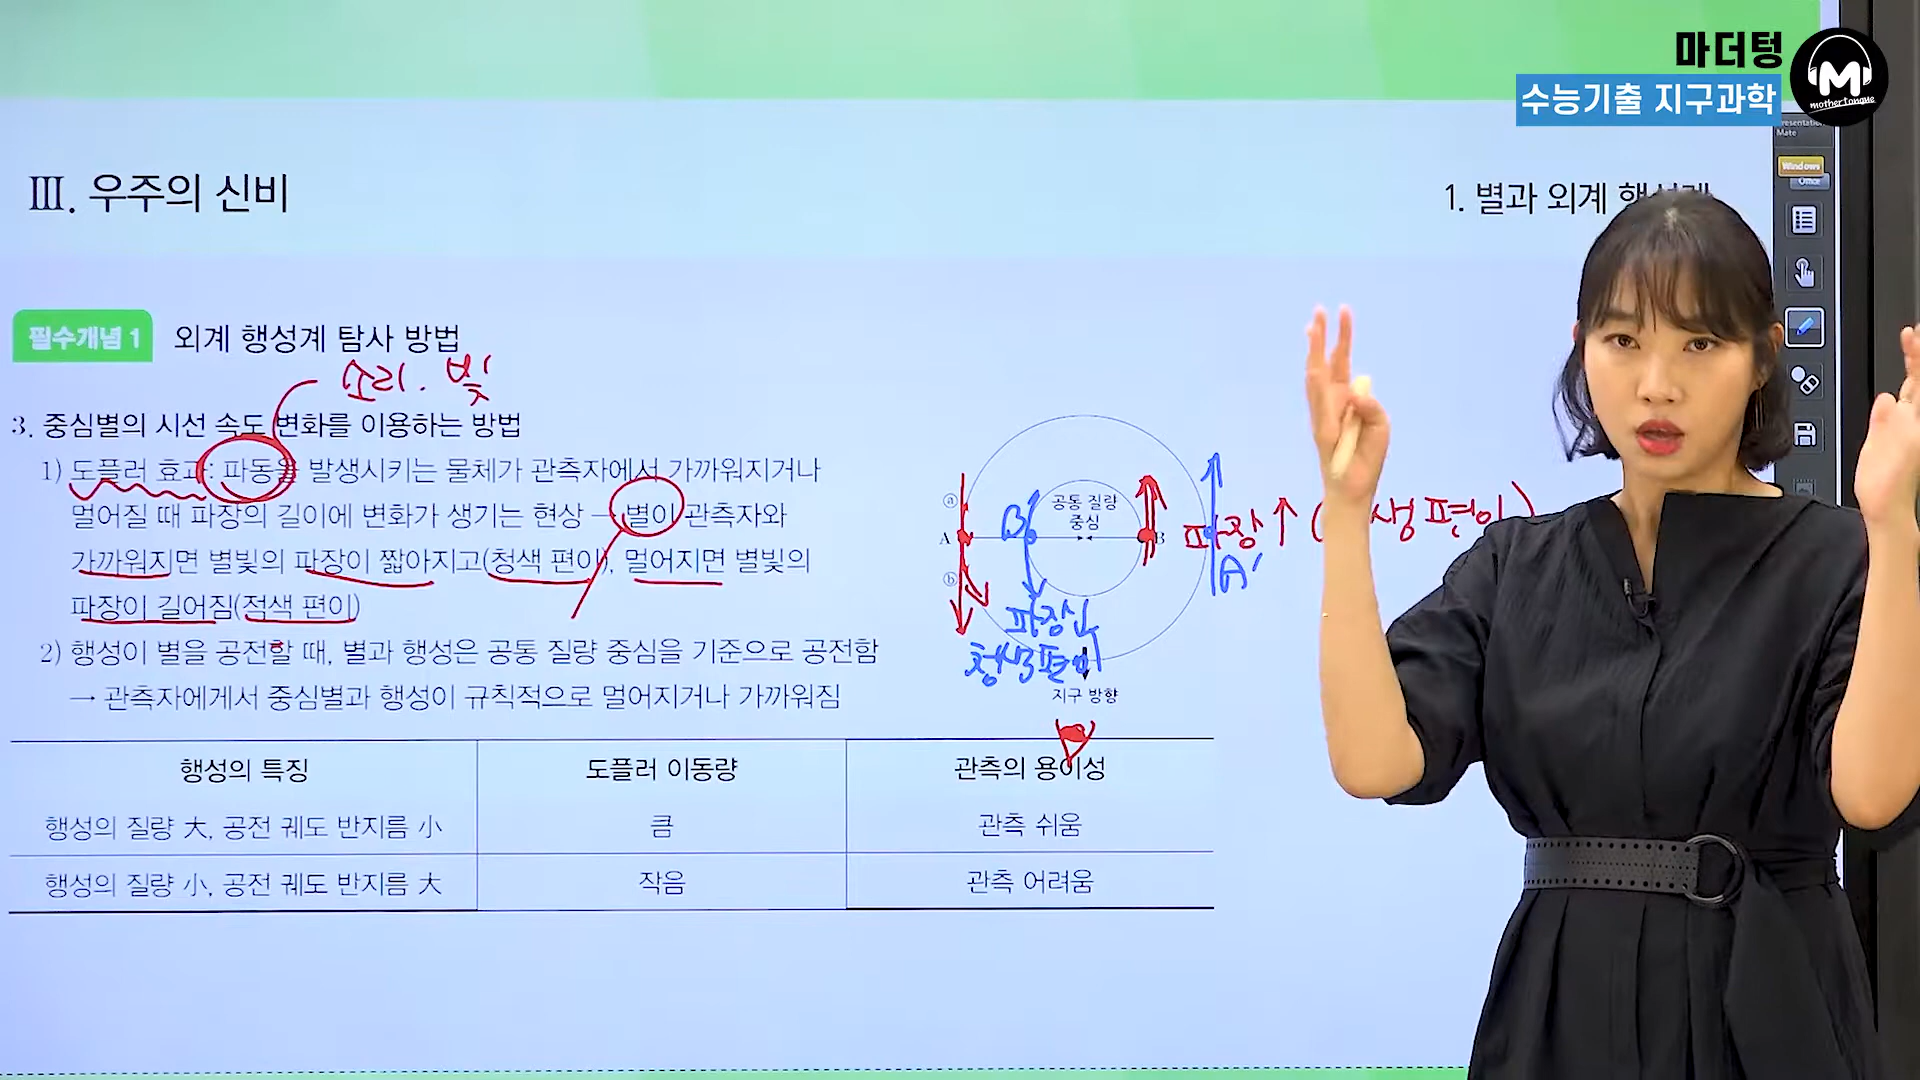 마더텅
수능기출 지구과학
M
mothertongue
Presentation
Mate
Windows
Ⅲ. 우주의 신비
1. 별과 외계 행성계
필수개념 1
외계 행성계 탐사 방법
소리. 빛
3. 중심별의 시선 속도 변화를 이용하는 방법
1) 도플러 효과: 파동을 발생시키는 물체가 관측자에서 가까워지거나
멀어질 때 파장의 길이에 변화가 생기는 현상 → 별이 관측자와
가까워지면 별빛의 파장이 짧아지고(청색 편이), 멀어지면 별빛의
파장이 길어짐(적색 편이)
2) 행성이 별을 공전할 때, 별과 행성은 공통 질량 중심을 기준으로 공전함
→ 관측자에게서 중심별과 행성이 규칙적으로 멀어지거나 가까워짐
ⓐ
공통 질량
중심
A
B'
B
파장↑ ( 색편이)
A'
ⓑ
파장↓
청색편이
지구 방향
행성의 특징
도플러 이동량
관측의 용이성
행성의 질량 大, 공전 궤도 반지름 小
큼
관측 쉬움
행성의 질량 小, 공전 궤도 반지름 大
작음
관측 어려움